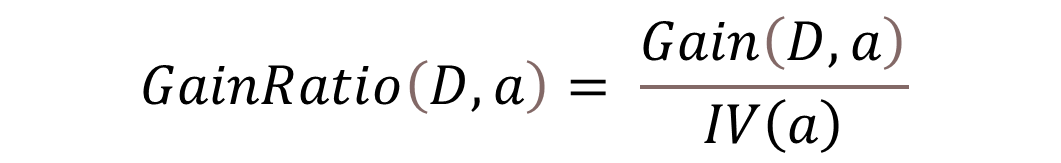 GainRatio(D, a) = Gain(D, a) / IV(a)